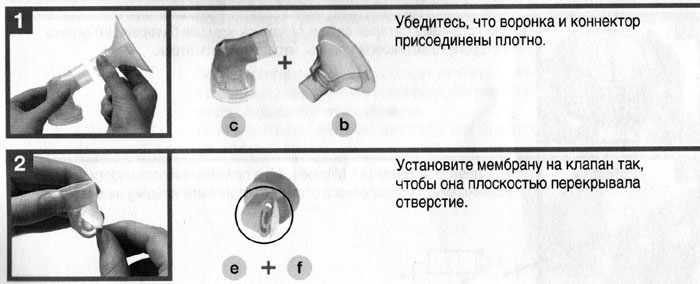 1
Убедитесь, что воронка и коннектор
присоединены плотно.
+
c
b
2
Установите мембрану на клапан так,
чтобы она плоскостью перекрывала
отверстие.
e + f